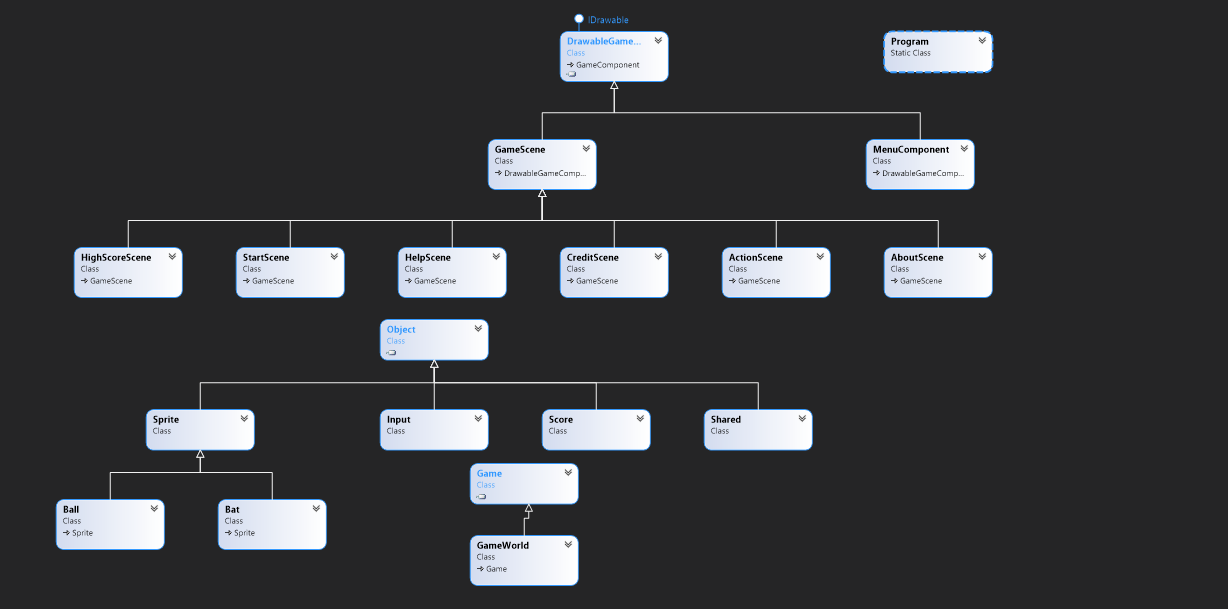 IDrawable
DrawableGame...
Class
GameComponent
Program
Static Class
GameScene
Class
DrawableGameComp...
MenuComponent
Class
DrawableGameComp...
HighScoreScene
Class
GameScene
StartScene
Class
GameScene
HelpScene
Class
GameScene
CreditScene
Class
GameScene
ActionScene
Class
GameScene
AboutScene
Class
GameScene
Object
Class
Sprite
Class
Input
Class
Score
Class
Shared
Class
Game
Class
Ball
Class
Sprite
Bat
Class
Sprite
GameWorld
Class
Game